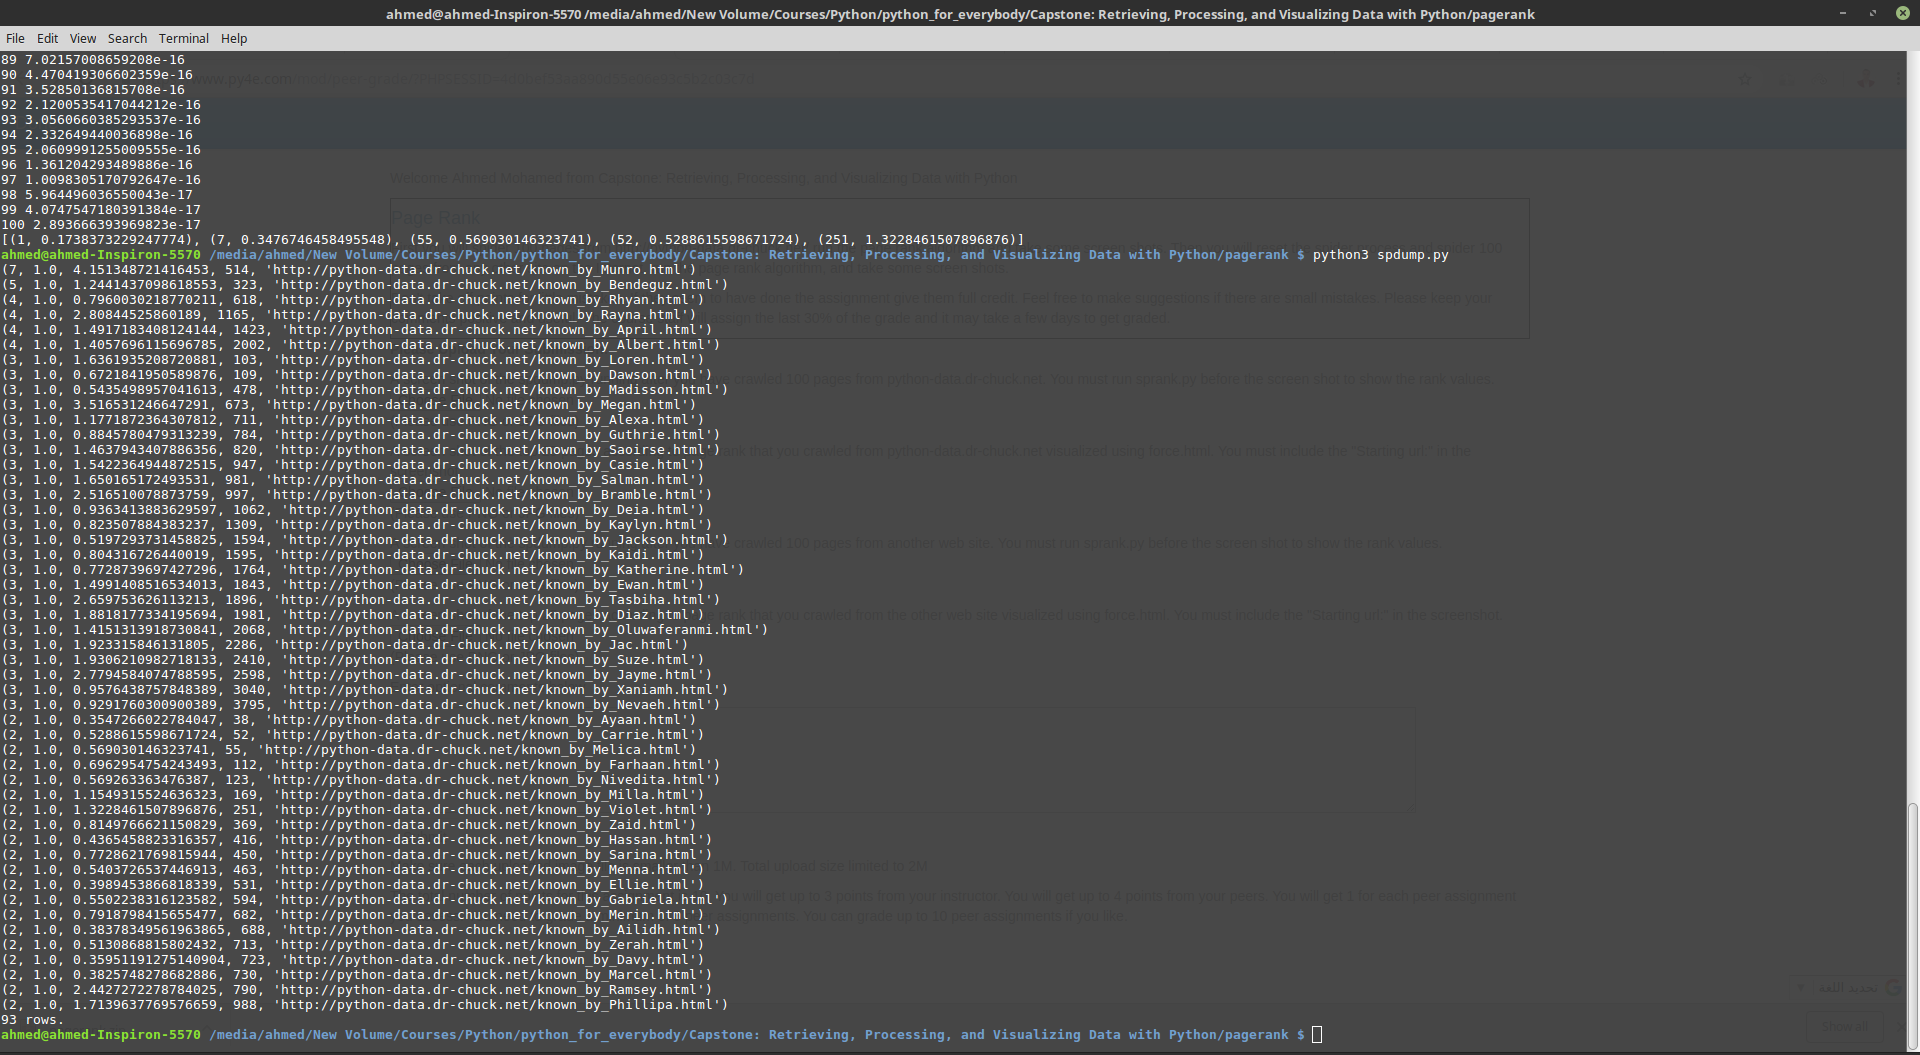 ahmed@ahmed-Inspiron-5570 /media/ahmed/New Volume/Courses/Python/python_for_everybody/Capstone: Retrieving, Processing, and Visualizing Data with Python/pagerank
File Edit View Search Terminal Help
89 7.02157008659208e-16
90 4.470419306602359e-16
91 3.52850136815708e-16
92 2.1200535417044212e-16
93 3.0560660385293537e-16
94 2.332649440036898e-16
95 2.0609991255009555e-16
96 1.361204293489886e-16
97 1.0098305170792647e-16
98 5.964496036550043e-17
99 4.0747547180391384e-17
100 2.8936663939698​23e-17
[(1, 0.1738373229247774), (7, 0.3476746458495548), (55, 0.569030146323741), (52, 0.5288615598671724), (251, 1.3228461507896876)]
ahmed@ahmed-Inspiron-5570 /media/ahmed/New Volume/Courses/Python/python_for_everybody/Capstone: Retrieving, Processing, and Visualizing Data with Python/pagerank $ python3 spdump.py
(7, 1.0, 4.151348721416453, 514, 'http://python-data.dr-chuck.net/known_by_Munro.html')
(5, 1.0, 1.2441437098618553, 323, 'http://python-data.dr-chuck.net/known_by_Bendeguz.html')
(4, 1.0, 0.7960030218770211, 618, 'http://python-data.dr-chuck.net/known_by_Rhyan.html')
(4, 1.0, 2.80844525860189, 1165, 'http://python-data.dr-chuck.net/known_by_Rayna.html')
(4, 1.0, 1.4917183408124144, 1423, 'http://python-data.dr-chuck.net/known_by_April.html')
(4, 1.0, 1.4057696115696785, 2002, 'http://python-data.dr-chuck.net/known_by_Albert.html')
(3, 1.0, 1.6361935208720881, 103, 'http://python-data.dr-chuck.net/known_by_Loren.html')
(3, 1.0, 0.6721841950589876, 109, 'http://python-data.dr-chuck.net/known_by_Dawson.html')
(3, 1.0, 0.5435498957041613, 478, 'http://python-data.dr-chuck.net/known_by_Madisson.html')
(3, 1.0, 3.516531246647291, 673, 'http://python-data.dr-chuck.net/known_by_Megan.html')
(3, 1.0, 1.1771872364307812, 711, 'http://python-data.dr-chuck.net/known_by_Alexa.html')
(3, 1.0, 0.8845780479313239, 784, 'http://python-data.dr-chuck.net/known_by_Guthrie.html')
(3, 1.0, 1.4637943407886356, 820, 'http://python-data.dr-chuck.net/known_by_Saoirse.html')
(3, 1.0, 1.5422364944872515, 947, 'http://python-data.dr-chuck.net/known_by_Casie.html')
(3, 1.0, 1.650165172493531, 981, 'http://python-data.dr-chuck.net/known_by_Salman.html')
(3, 1.0, 2.516510078873759, 997, 'http://python-data.dr-chuck.net/known_by_Bramble.html')
(3, 1.0, 0.9363413883629597, 1062, 'http://python-data.dr-chuck.net/known_by_Deia.html')
(3, 1.0, 0.823507884383237, 1309, 'http://python-data.dr-chuck.net/known_by_Kaylyn.html')
(3, 1.0, 0.5197293731458825, 1594, 'http://python-data.dr-chuck.net/known_by_Jackson.html')
(3, 1.0, 0.804316726440019, 1595, 'http://python-data.dr-chuck.net/known_by_Kaidi.html')
(3, 1.0, 0.7728739697427296, 1764, 'http://python-data.dr-chuck.net/known_by_Katherine.html')
(3, 1.0, 1.4991408516534013, 1843, 'http://python-data.dr-chuck.net/known_by_Ewan.html')
(3, 1.0, 2.659753626113213, 1896, 'http://python-data.dr-chuck.net/known_by_Tasbiha.html')
(3, 1.0, 1.8818177334195694, 1981, 'http://python-data.dr-chuck.net/known_by_Diaz.html')
(3, 1.0, 1.4151313918730841, 2068, 'http://python-data.dr-chuck.net/known_by_Oluwaferanmi.html')
(3, 1.0, 1.923315846131805, 2286, 'http://python-data.dr-chuck.net/known_by_Jac.html')
(3, 1.0, 1.9306210982718133, 2410, 'http://python-data.dr-chuck.net/known_by_Suze.html')
(3, 1.0, 2.7794584074788595, 2598, 'http://python-data.dr-chuck.net/known_by_Jayme.html')
(3, 1.0, 0.9576438757848389, 3040, 'http://python-data.dr-chuck.net/known_by_Xaniamh.html')
(3, 1.0, 0.9291760300900389, 3795, 'http://python-data.dr-chuck.net/known_by_Nevaeh.html')
(2, 1.0, 0.3547266022784047, 38, 'http://python-data.dr-chuck.net/known_by_Ayaan.html')
(2, 1.0, 0.5288615598671724, 52, 'http://python-data.dr-chuck.net/known_by_Carrie.html')
(2, 1.0, 0.569030146323741, 55, 'http://python-data.dr-chuck.net/known_by_Melica.html')
(2, 1.0, 0.6962954754243493, 112, 'http://python-data.dr-chuck.net/known_by_Farhaan.html')
(2, 1.0, 0.569263363476387, 123, 'http://python-data.dr-chuck.net/known_by_Nivedita.html')
(2, 1.0, 1.1549315524636323, 169, 'http://python-data.dr-chuck.net/known_by_Milla.html')
(2, 1.0, 1.3228461507896876, 251, 'http://python-data.dr-chuck.net/known_by_Violet.html')
(2, 1.0, 0.8149766621150829, 369, 'http://python-data.dr-chuck.net/known_by_Zaid.html')
(2, 1.0, 0.4365458823316357, 416, 'http://python-data.dr-chuck.net/known_by_Hassan.html')
(2, 1.0, 0.7728621769815944, 450, 'http://python-data.dr-chuck.net/known_by_Sarina.html')
(2, 1.0, 0.5403726537446913, 463, 'http://python-data.dr-chuck.net/known_by_Menna.html')
(2, 1.0, 0.3989453866818339, 531, 'http://python-data.dr-chuck.net/known_by_Ellie.html')
(2, 1.0, 0.5502238316123582, 594, 'http://python-data.dr-chuck.net/known_by_Gabriela.html')
(2, 1.0, 0.7918798415655477, 682, 'http://python-data.dr-chuck.net/known_by_Merin.html')
(2, 1.0, 0.38378349561963865, 688, 'http://python-data.dr-chuck.net/known_by_Ailidh.html')
(2, 1.0, 0.5130868815802432, 713, 'http://python-data.dr-chuck.net/known_by_Zerah.html')
(2, 1.0, 0.35951191275140904, 723, 'http://python-data.dr-chuck.net/known_by_Davy.html')
(2, 1.0, 0.3825748278682886, 730, 'http://python-data.dr-chuck.net/known_by_Marcel.html')
(2, 1.0, 2.4427272278784025, 790, 'http://python-data.dr-chuck.net/known_by_Ramsey.html')
(2, 1.0, 1.7139637769576659, 988, 'http://python-data.dr-chuck.net/known_by_Phillipa.html')
93 rows.
ahmed@ahmed-Inspiron-5570 /media/ahmed/New Volume/Courses/Python/python_for_everybody/Capstone: Retrieving, Processing, and Visualizing Data with Python/pagerank $